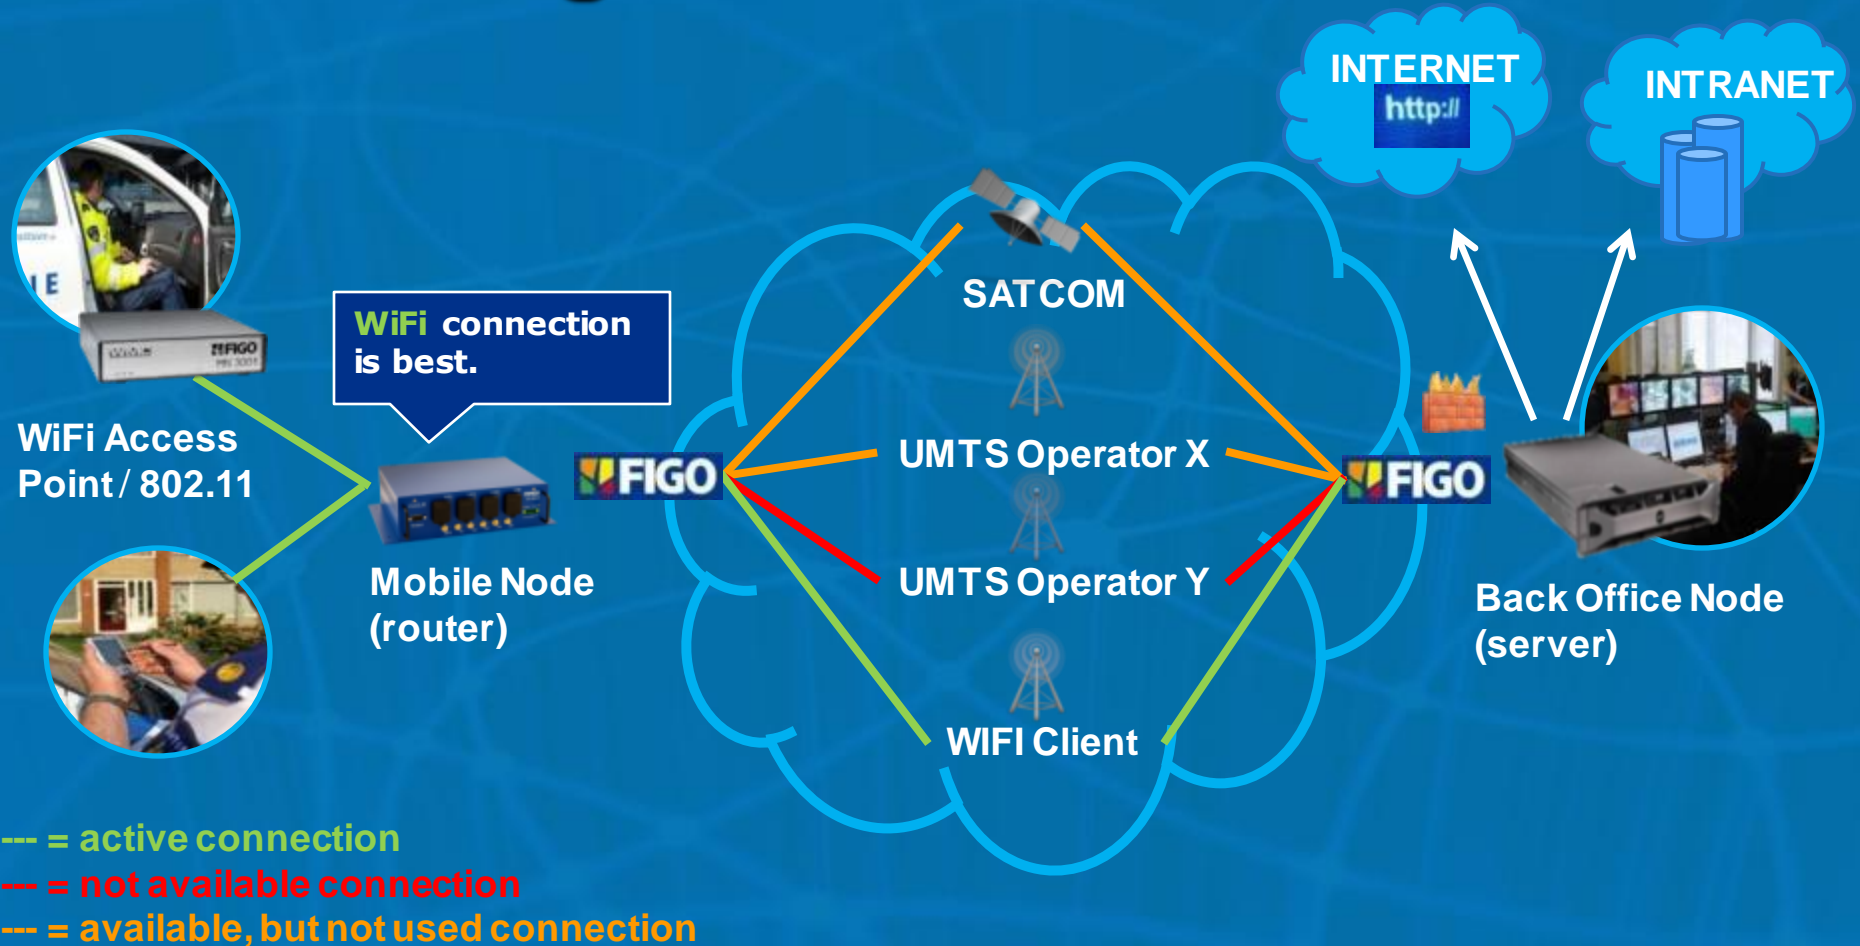 INTERNET
http://
INTRANET
SATCOM
WiFi connection
is best.
FIGO
WiFi Access
Point / 802.11
UMTS Operator X
FIGO
FIGO
UMTS Operator Y
Mobile Node
(router)
Back Office Node
(server)
WIFI Client
--- = active connection
--- = not available connection
--- = available, but not used connection